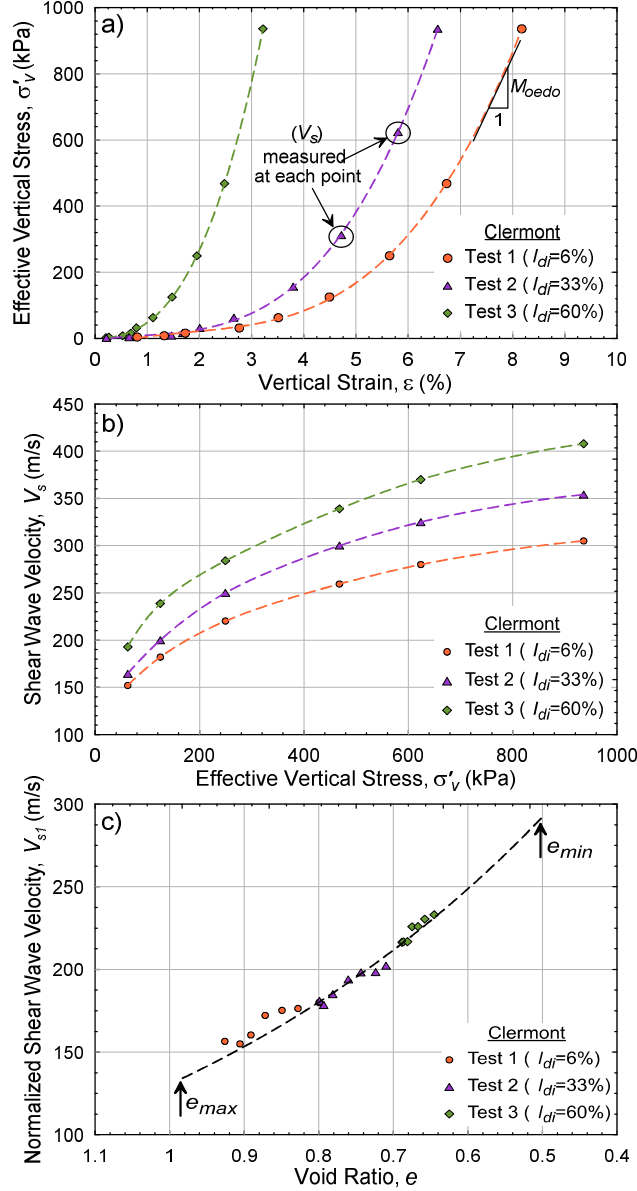 a)
Effective Vertical Stress, σ′v (kPa)
1000
800
600
400
200
0
Moedo
1
(Vs)
measured
at each point
Clermont
Test 1 ( Idi=6%)
Test 2 ( Idi=33%)
Test 3 ( Idi=60%)
0 1 2 3 4 5 6 7 8 9 10
Vertical Strain, ε (%)
b)
Shear Wave Velocity, Vs (m/s)
450
400
350
300
250
200
150
100
Clermont
Test 1 ( Idi=6%)
Test 2 ( Idi=33%)
Test 3 ( Idi=60%)
0 200 400 600 800 1000
Effective Vertical Stress, σ′v (kPa)
c)
Normalized Shear Wave Velocity, Vs1 (m/s)
300
250
200
150
100
emin
emax
Clermont
Test 1 ( Idi=6%)
Test 2 ( Idi=33%)
Test 3 ( Idi=60%)
1.1 1 0.9 0.8 0.7 0.6 0.5 0.4
Void Ratio, e